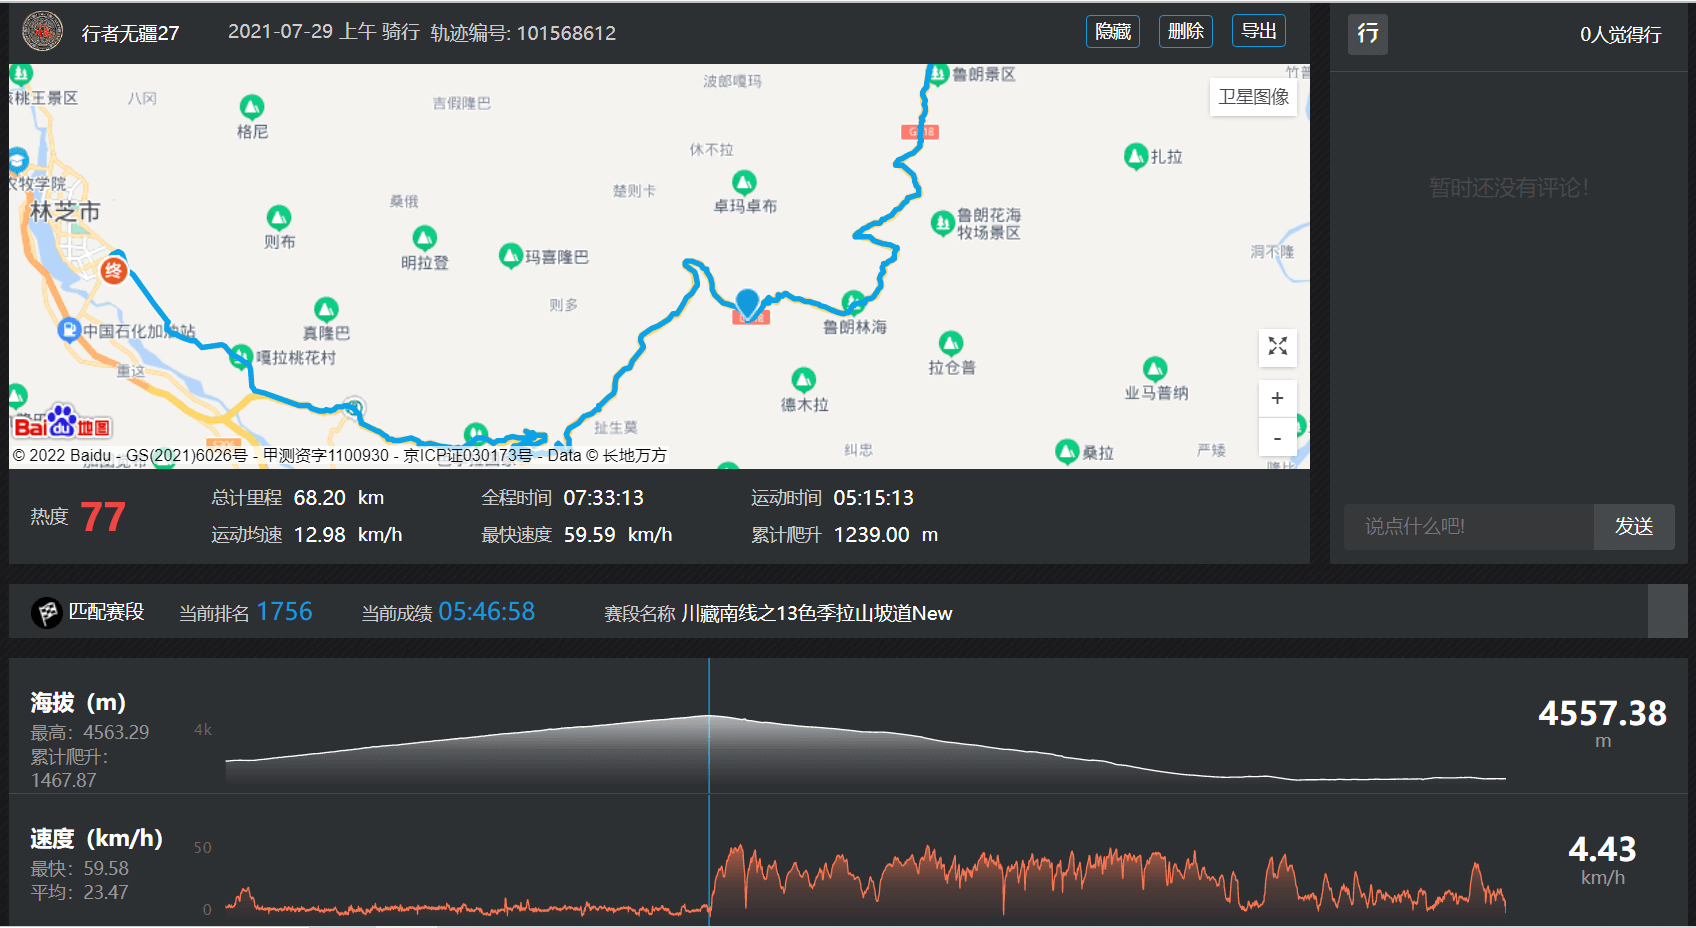 行者无疆27
2021-07-29 上午 骑行 轨迹编号: 101568612
隐藏
删除
导出
行
0人觉得行
暂时还没有评论!
说点什么吧!
发送
卫星图像
鲁朗景区
波郎嘎玛
八冈
吉假隆巴
格尼
休不拉
扎拉
农牧学院
林芝市
楚则卡
桑俄
卓玛卓布
则布
鲁朗花海
牧场景区
明拉登
玛喜隆巴
洞不隆
终
则多
真隆巴
鲁朗林海
中国石化加油站
嘎拉桃花村
重这
拉仓普
业马普纳
德木拉
扯生莫
纠忠
桑拉
严矮
+
-
Bai du 地图
S306
© 2022 Baidu - GS(2021)6026号 - 甲测资字1100930 - 京ICP证030173号 - Data © 长地万方
热度 77
总计里程 68.20 km
全程时间 07:33:13
运动时间 05:15:13
运动均速 12.98 km/h
最快速度 59.59 km/h
累计爬升 1239.00 m
匹配赛段 当前排名 1756 当前成绩 05:46:58 赛段名称 川藏南线之13色季拉山坡道New
海拔（m）
最高：4563.29
累计爬升：
1467.87
4k
4557.38
m
速度（km/h）
最快：59.58
平均：23.47
50
0
4.43
km/h